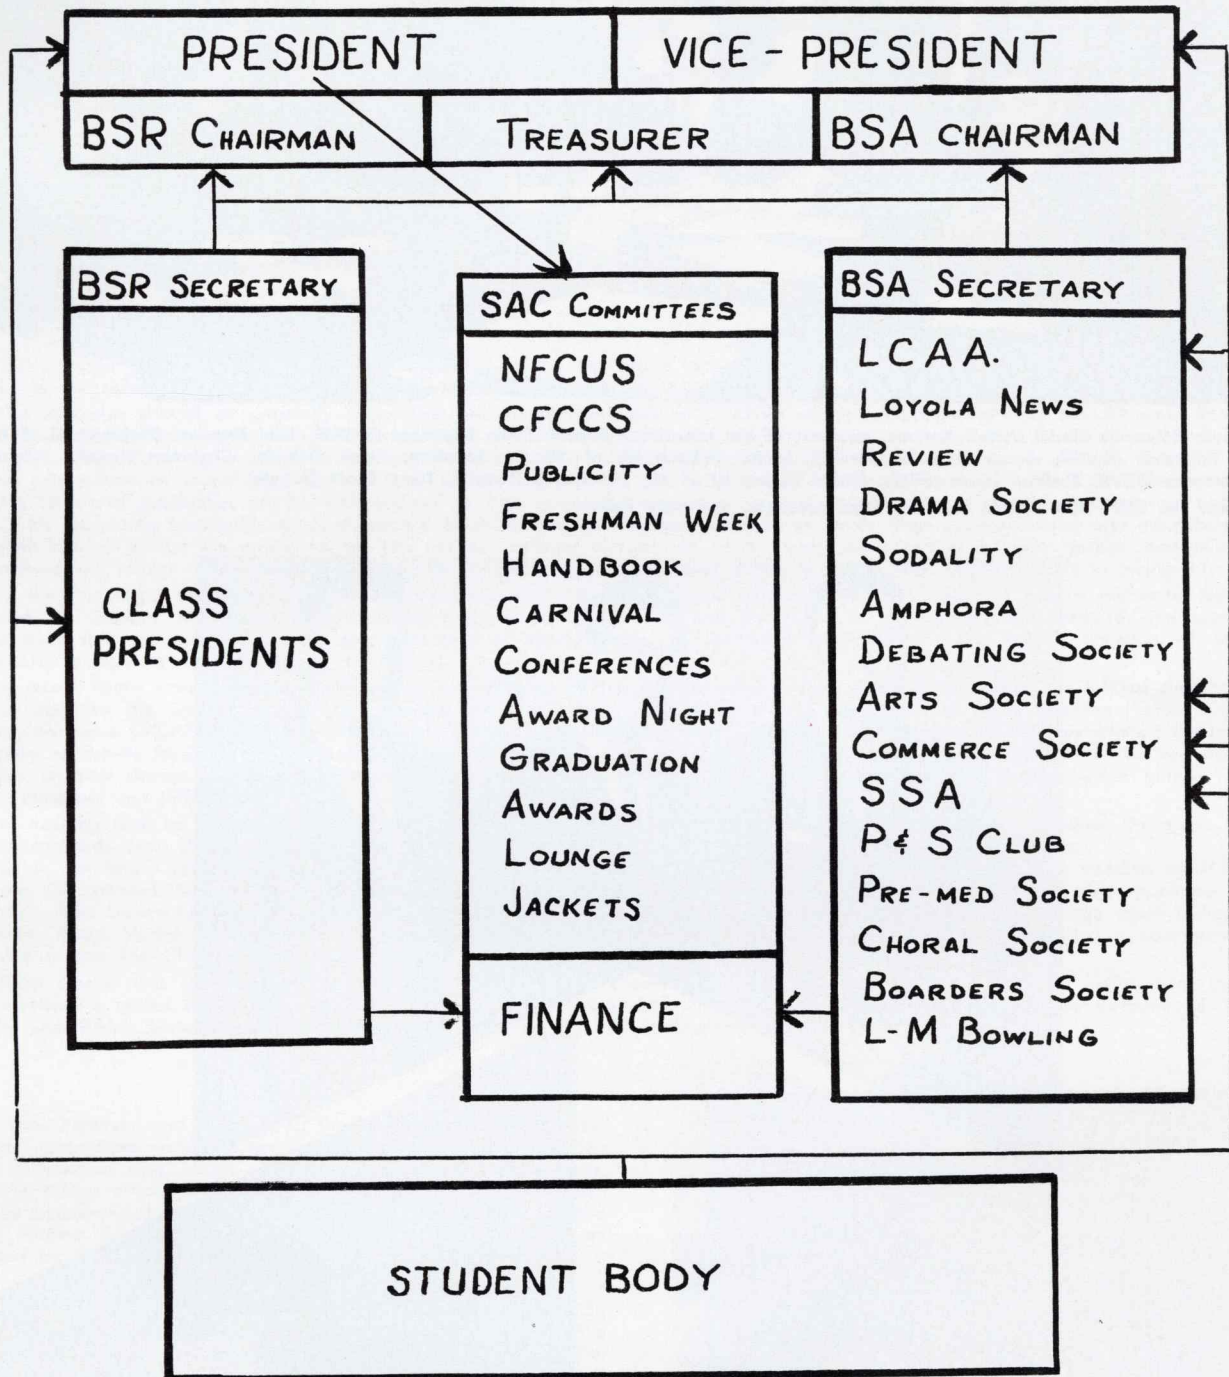 PRESIDENT
VICE - PRESIDENT
BSR CHAIRMAN
TREASURER
BSA CHAIRMAN
BSR SECRETARY
CLASS
PRESIDENTS
SAC COMMITTEES
NFCUS
CFCCS
PUBLICITY
FRESHMAN WEEK
HANDBOOK
CARNIVAL
CONFERENCES
AWARD NIGHT
GRADUATION
AWARDS
LOUNGE
JACKETS
FINANCE
BSA SECRETARY
LCAA.
LOYOLA NEWS
REVIEW
DRAMA SOCIETY
SODALITY
AMPHORA
DEBATING SOCIETY
ARTS SOCIETY
COMMERCE SOCIETY
SSA
P & S CLUB
PRE-MED SOCIETY
CHORAL SOCIETY
BOARDERS SOCIETY
L-M BOWLING
STUDENT BODY